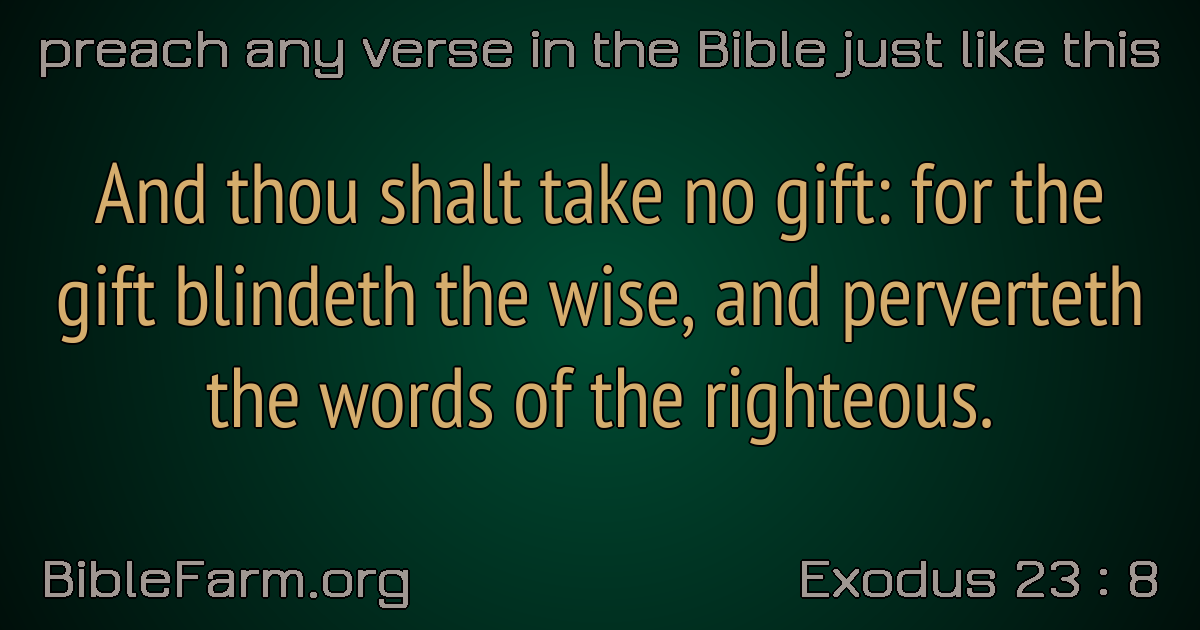 preach any verse in the Bible just like this
And thou shalt take no gift: for the
gift blindeth the wise, and perverteth
the words of the righteous.
BibleFarm.org
Exodus 23 : 8